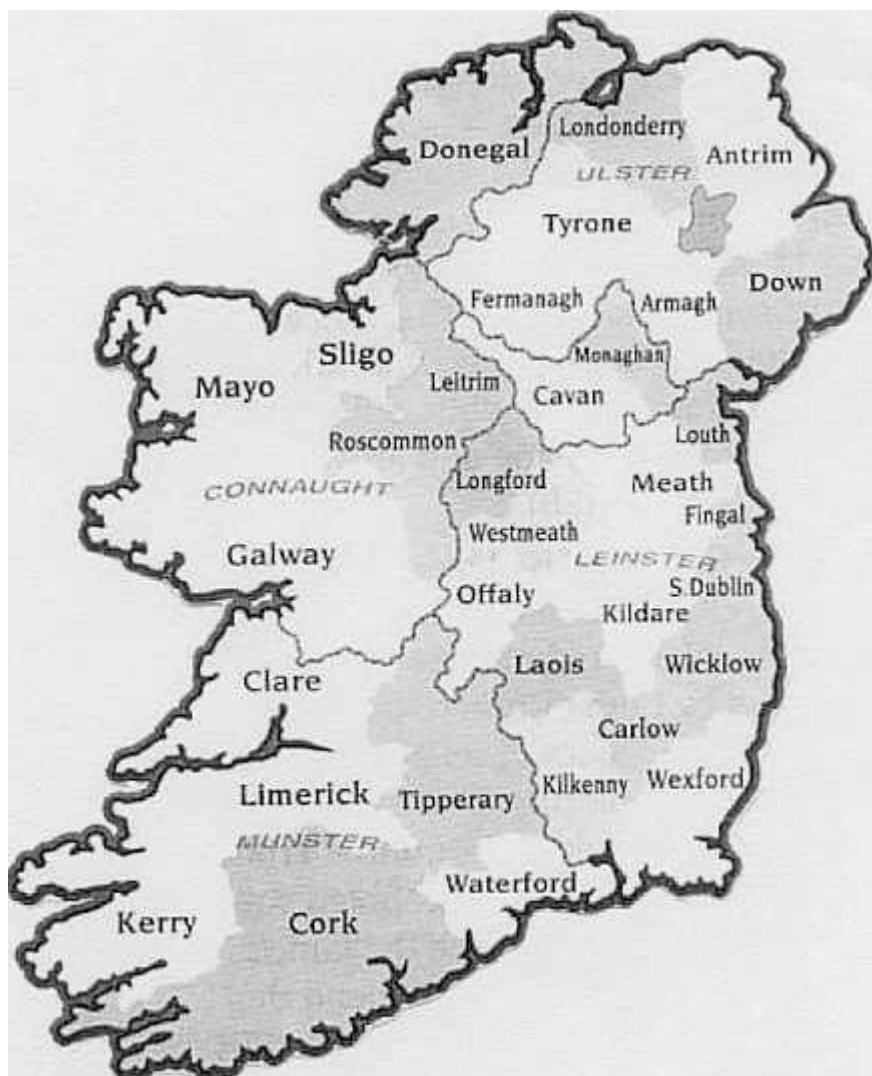 Londonderry
Donegal
Antrim
ULSTER
Tyrone
Down
Fermanagh
Armagh
Sligo
Monaghan
Mayo
Leitrim
Cavan
Roscommon
Louth
Longford
Meath
CONNAUGHT
Fingal
Westmeath
Galway
LEINSTER
Offaly
S.Dublin
Kildare
Laois
Wicklow
Clare
Carlow
Limerick
Tipperary
Kilkenny
Wexford
MUNSTER
Waterford
Kerry
Cork